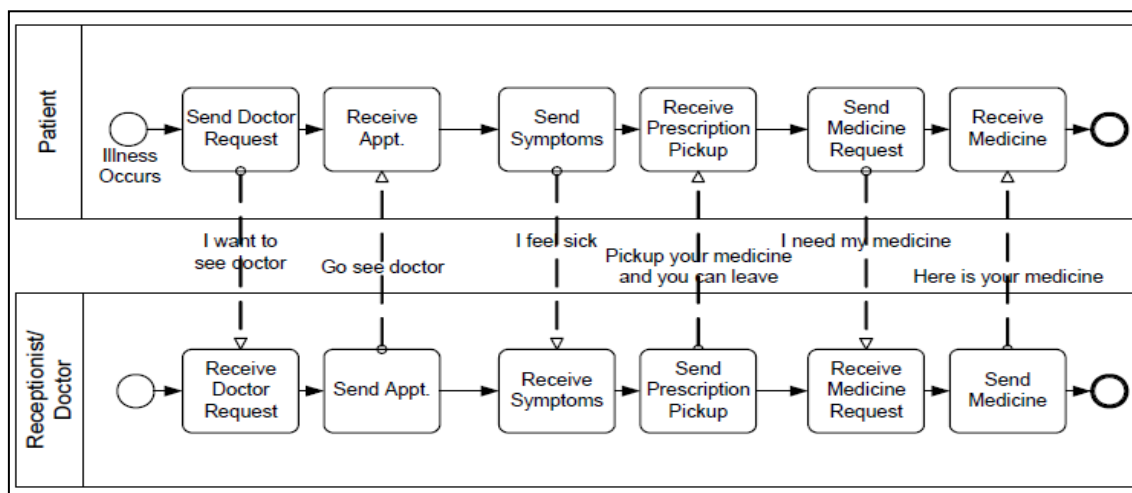 Patient
Illness
Occurs
Send Doctor
Request
Receive
Appt.
Send
Symptoms
Receive
Prescription
Pickup
Send
Medicine
Request
Receive
Medicine
I want to
see doctor
Go see doctor
I feel sick
Pickup your medicine
and you can leave
I need my medicine
Here is your medicine
Receptionist/
Doctor
Receive
Doctor
Request
Send Appt.
Receive
Symptoms
Send
Prescription
Pickup
Receive
Medicine
Request
Send
Medicine